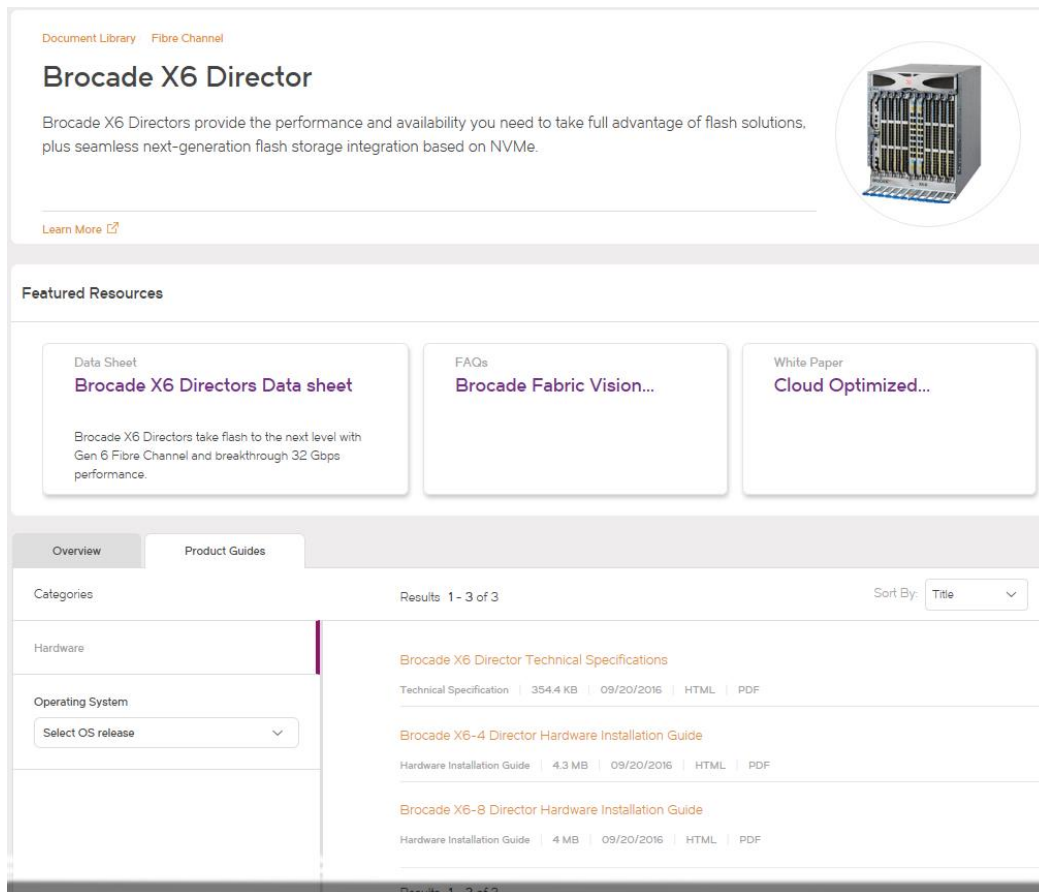 Document Library Fibre Channel
Brocade X6 Director
Brocade X6 Directors provide the performance and availability you need to take full advantage of flash solutions,
plus seamless next-generation flash storage integration based on NVMe.
Learn More
Featured Resources
Data Sheet
Brocade X6 Directors Data sheet
Brocade X6 Directors take flash to the next level with
Gen 6 Fibre Channel and breakthrough 32 Gbps
performance.
FAQs
Brocade Fabric Vision...
White Paper
Cloud Optimized...
Overview Product Guides
Categories
Hardware
Operating System
Select OS release
Results 1 - 3 of 3 Sort By: Title
Brocade X6 Director Technical Specifications
Technical Specification | 354.4 KB | 09/20/2016 | HTML | PDF
Brocade X6-4 Director Hardware Installation Guide
Hardware Installation Guide | 4.3 MB | 09/20/2016 | HTML | PDF
Brocade X6-8 Director Hardware Installation Guide
Hardware Installation Guide | 4 MB | 09/20/2016 | HTML | PDF
Results 1 - 3 of 3